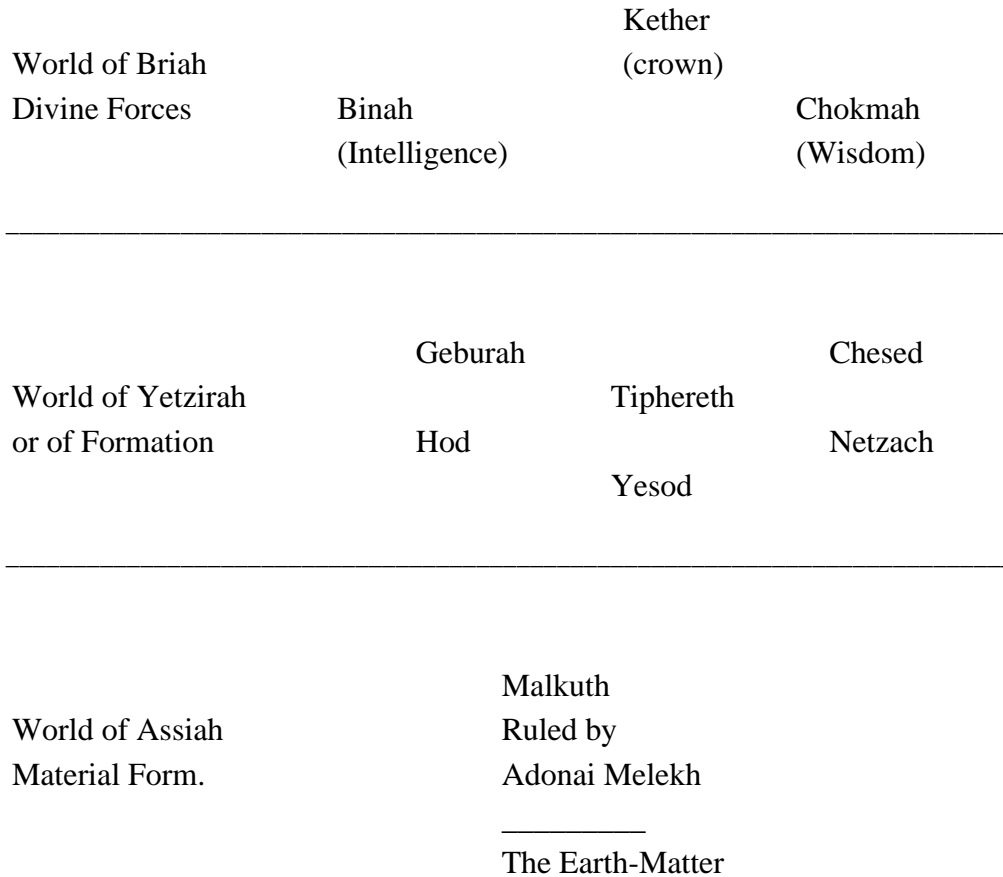 Kether
World of Briah (crown)
Divine Forces Binah Chokmah
(Intelligence) (Wisdom)
Geburah Chesed
World of Yetzirah Tiphereth
or of Formation Hod Netzach
Yesod
Malkuth
World of Assiah Ruled by
Material Form. Adonai Melekh
The Earth-Matter